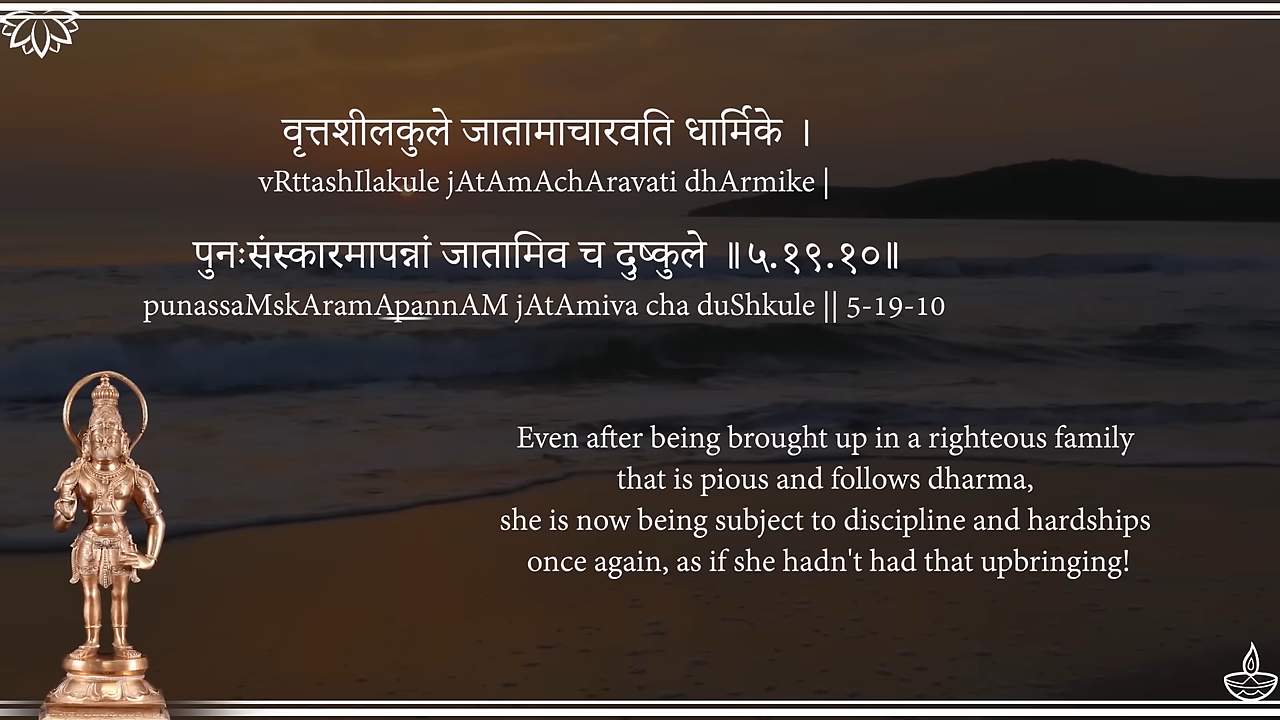 वृत्तशीलकुले जातामाचारवति धार्मिके ।
vRttashIlakule jAtAmAchAravati dhArmike |
पुनःसंस्कारमापन्नां जातामिव च दुष्कुले ॥५.१९.१०॥
punassaMskAramApannAM jAtAmiva cha duShkule || 5-19-10
Even after being brought up in a righteous family
that is pious and follows dharma,
she is now being subject to discipline and hardships
once again, as if she hadn't had that upbringing!